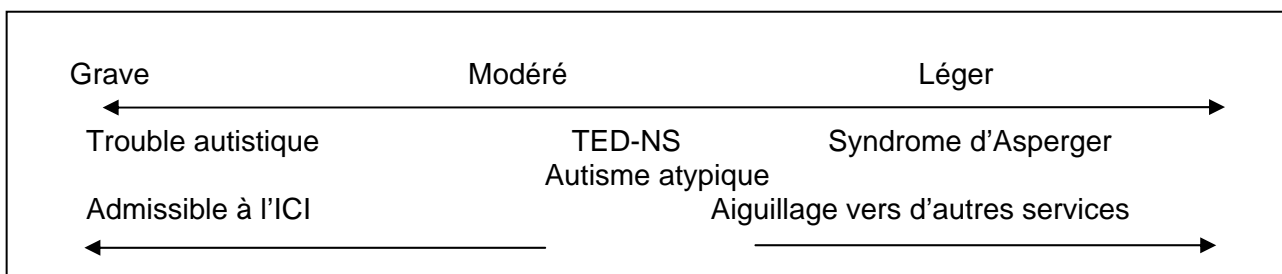 Grave Modéré Léger
Trouble autistique TED-NS Syndrome d'Asperger
Autisme atypique
Admissible à l'ICI Aiguillage vers d'autres services